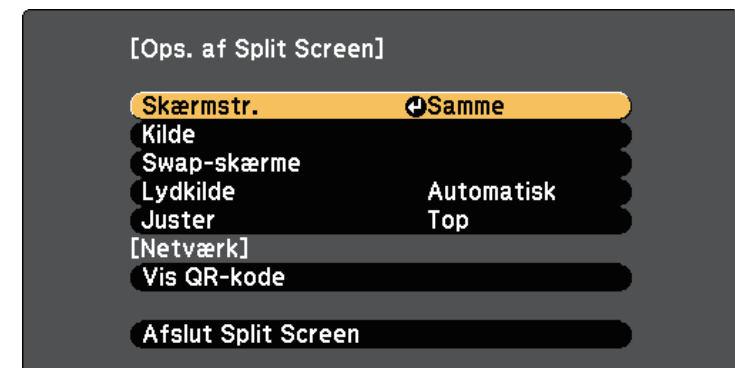 [Ops. af Split Screen]
Skærmstr. Samme
Kilde
Swap-skærme
Lydkilde Automatisk
Juster Top
[Netværk]
Vis QR-kode
Afslut Split Screen